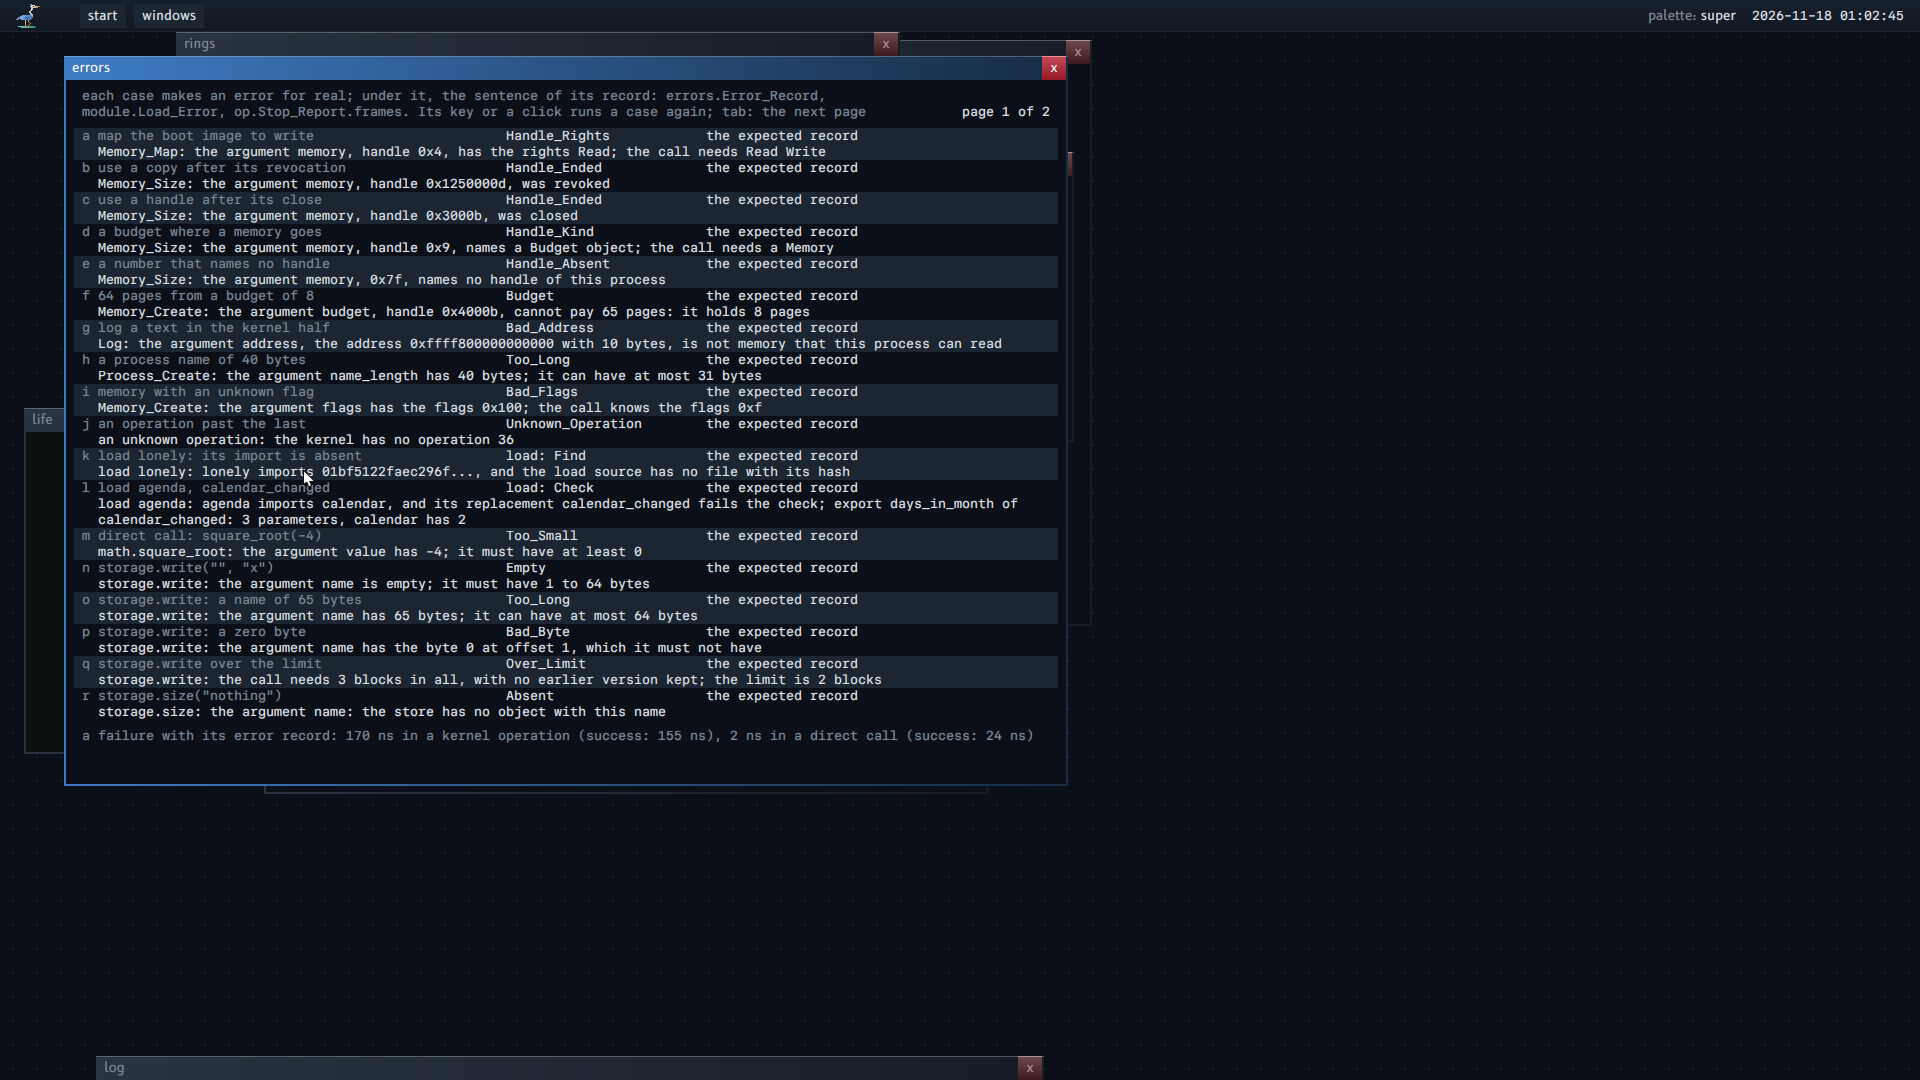 start windows palette: super 2026-11-18 01:02:45
rings x
x
errors x
each case makes an error for real; under it, the sentence of its record: errors.Error_Record,
module.Load_Error, op.Stop_Report.frames. Its key or a click runs a case again; tab: the next page page 1 of 2
a map the boot image to write Handle_Rights the expected record
Memory_Map: the argument memory, handle 0x4, has the rights Read; the call needs Read Write
b use a copy after its revocation Handle_Ended the expected record
Memory_Size: the argument memory, handle 0x1250000d, was revoked
c use a handle after its close Handle_Ended the expected record
Memory_Size: the argument memory, handle 0x3000b, was closed
d a budget where a memory goes Handle_Kind the expected record
Memory_Size: the argument memory, handle 0x9, names a Budget object; the call needs a Memory
e a number that names no handle Handle_Absent the expected record
Memory_Size: the argument memory, 0x7f, names no handle of this process
f 64 pages from a budget of 8 Budget the expected record
Memory_Create: the argument budget, handle 0x4000b, cannot pay 65 pages: it holds 8 pages
g log a text in the kernel half Bad_Address the expected record
Log: the argument address, the address 0xffff800000000000 with 10 bytes, is not memory that this process can read
h a process name of 40 bytes Too_Long the expected record
Process_Create: the argument name_length has 40 bytes; it can have at most 31 bytes
i memory with an unknown flag Bad_Flags the expected record
Memory_Create: the argument flags has the flags 0x100; the call knows the flags 0xf
life
j an operation past the last Unknown_Operation the expected record
an unknown operation: the kernel has no operation 36
k load lonely: its import is absent load: Find the expected record
load lonely: lonely imports 01bf5122faec296f..., and the load source has no file with its hash
l load agenda, calendar_changed load: Check the expected record
load agenda: agenda imports calendar, and its replacement calendar_changed fails the check; export days_in_month of
calendar_changed: 3 parameters, calendar has 2
m direct call: square_root(-4) Too_Small the expected record
math.square_root: the argument value has -4; it must have at least 0
n storage.write("", "x") Empty the expected record
storage.write: the argument name is empty; it must have 1 to 64 bytes
o storage.write: a name of 65 bytes Too_Long the expected record
storage.write: the argument name has 65 bytes; it can have at most 64 bytes
p storage.write: a zero byte Bad_Byte the expected record
storage.write: the argument name has the byte 0 at offset 1, which it must not have
q storage.write over the limit Over_Limit the expected record
storage.write: the call needs 3 blocks in all, with no earlier version kept; the limit is 2 blocks
r storage.size("nothing") Absent the expected record
storage.size: the argument name: the store has no object with this name
a failure with its error record: 170 ns in a kernel operation (success: 155 ns), 2 ns in a direct call (success: 24 ns)
log x